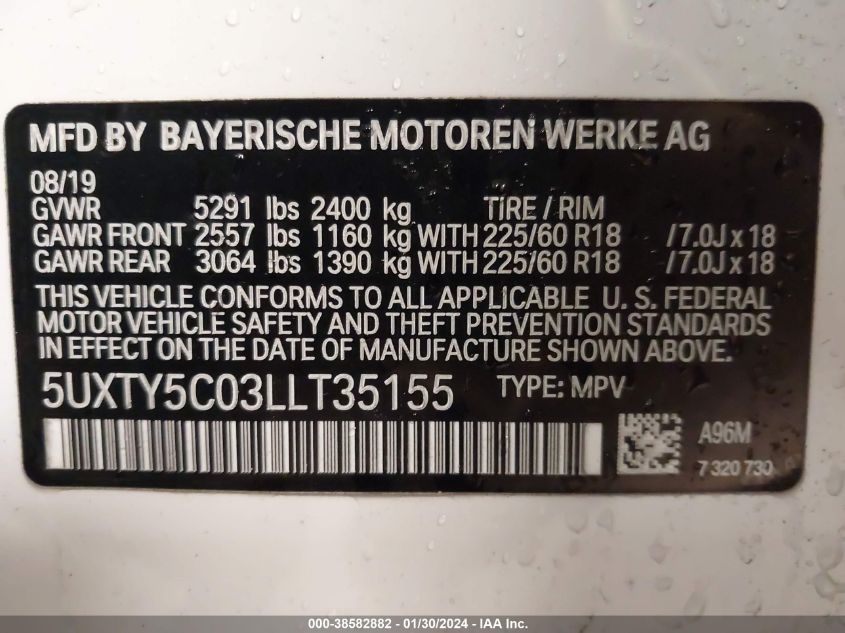 MFD BY BAYERISCHE MOTOREN WERKE AG
08/19
GVWR 5291 lbs 2400 kg TIRE / RIM
GAWR FRONT 2557 lbs 1160 kg WITH 225/60 R18 /7.0J x 18
GAWR REAR 3064 lbs 1390 kg WITH 225/60 R18 /7.0J x 18
THIS VEHICLE CONFORMS TO ALL APPLICABLE U. S. FEDERAL
MOTOR VEHICLE SAFETY AND THEFT PREVENTION STANDARDS
IN EFFECT ON THE DATE OF MANUFACTURE SHOWN ABOVE.
5UXTY5C03LLT35155 TYPE: MPV
A96M
7 320 730
000-38582882 - 01/30/2024 - IAA Inc.